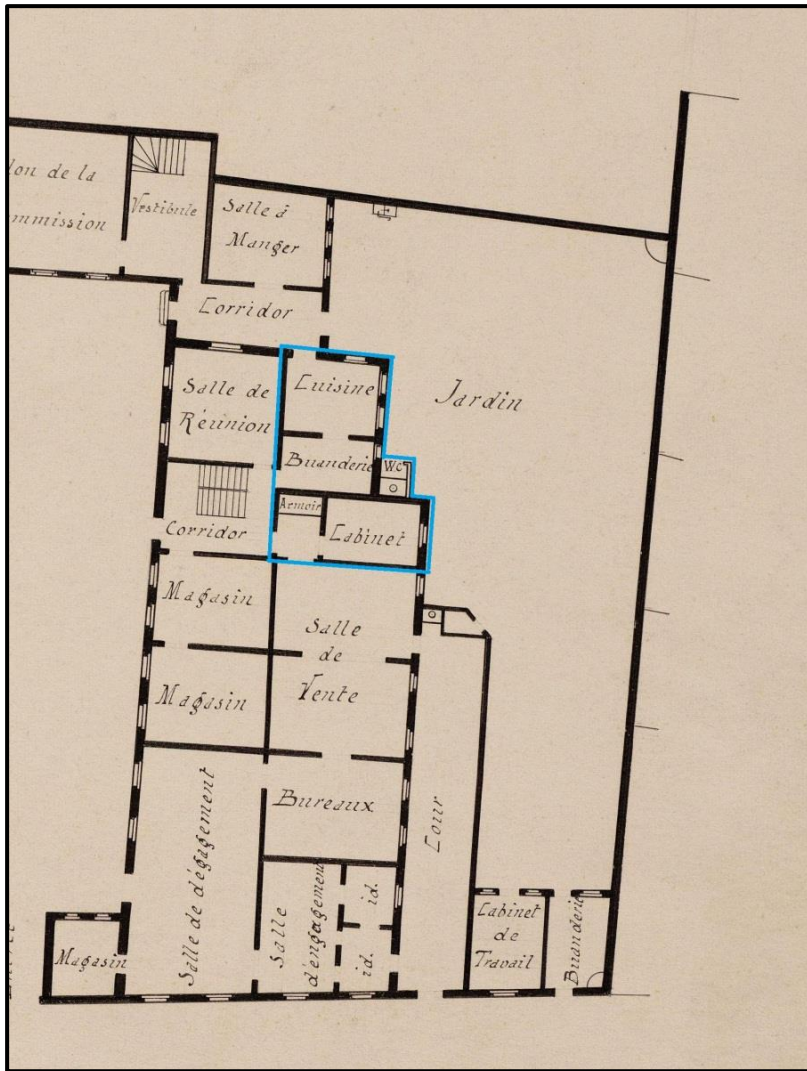 lon de la
mmission
Vestibule
Salle à
Manger
Corridor
Cuisine
Salle de
Réunion
Jardin
Buanderie
W.C
Armoir
Cabinet
Corridor
Magasin
Salle
de
Vente
Magasin
Bureaux
Cour
Salle de dégagement
Salle
d'engagement
id.
id.
Cabinet
de
Travail
Buanderie
Magasin